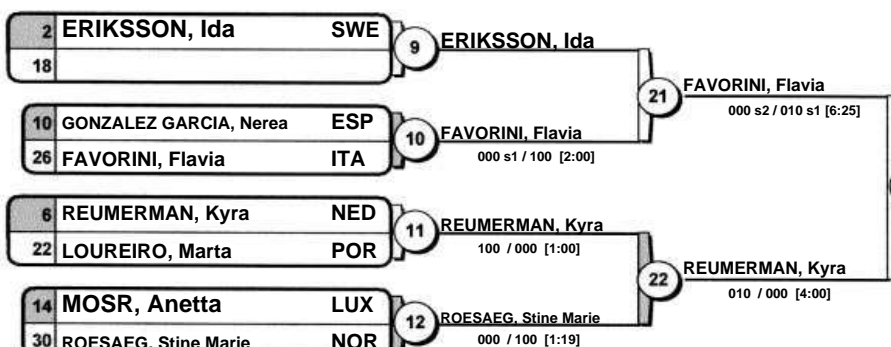 2 ERIKSSON, Ida SWE
18
9
ERIKSSON, Ida
10 GONZALEZ GARCIA, Nerea ESP
26 FAVORINI, Flavia ITA
10
FAVORINI, Flavia
000 s1 / 100 [2:00]
21
FAVORINI, Flavia
000 s2 / 010 s1 [6:25]
6 REUMERMAN, Kyra NED
22 LOUREIRO, Marta POR
11
REUMERMAN, Kyra
100 / 000 [1:00]
14 MOSR, Anetta LUX
30 ROESAEG, Stine Marie NOR
12
ROESAEG, Stine Marie
000 / 100 [1:19]
22
REUMERMAN, Kyra
010 / 000 [4:00]